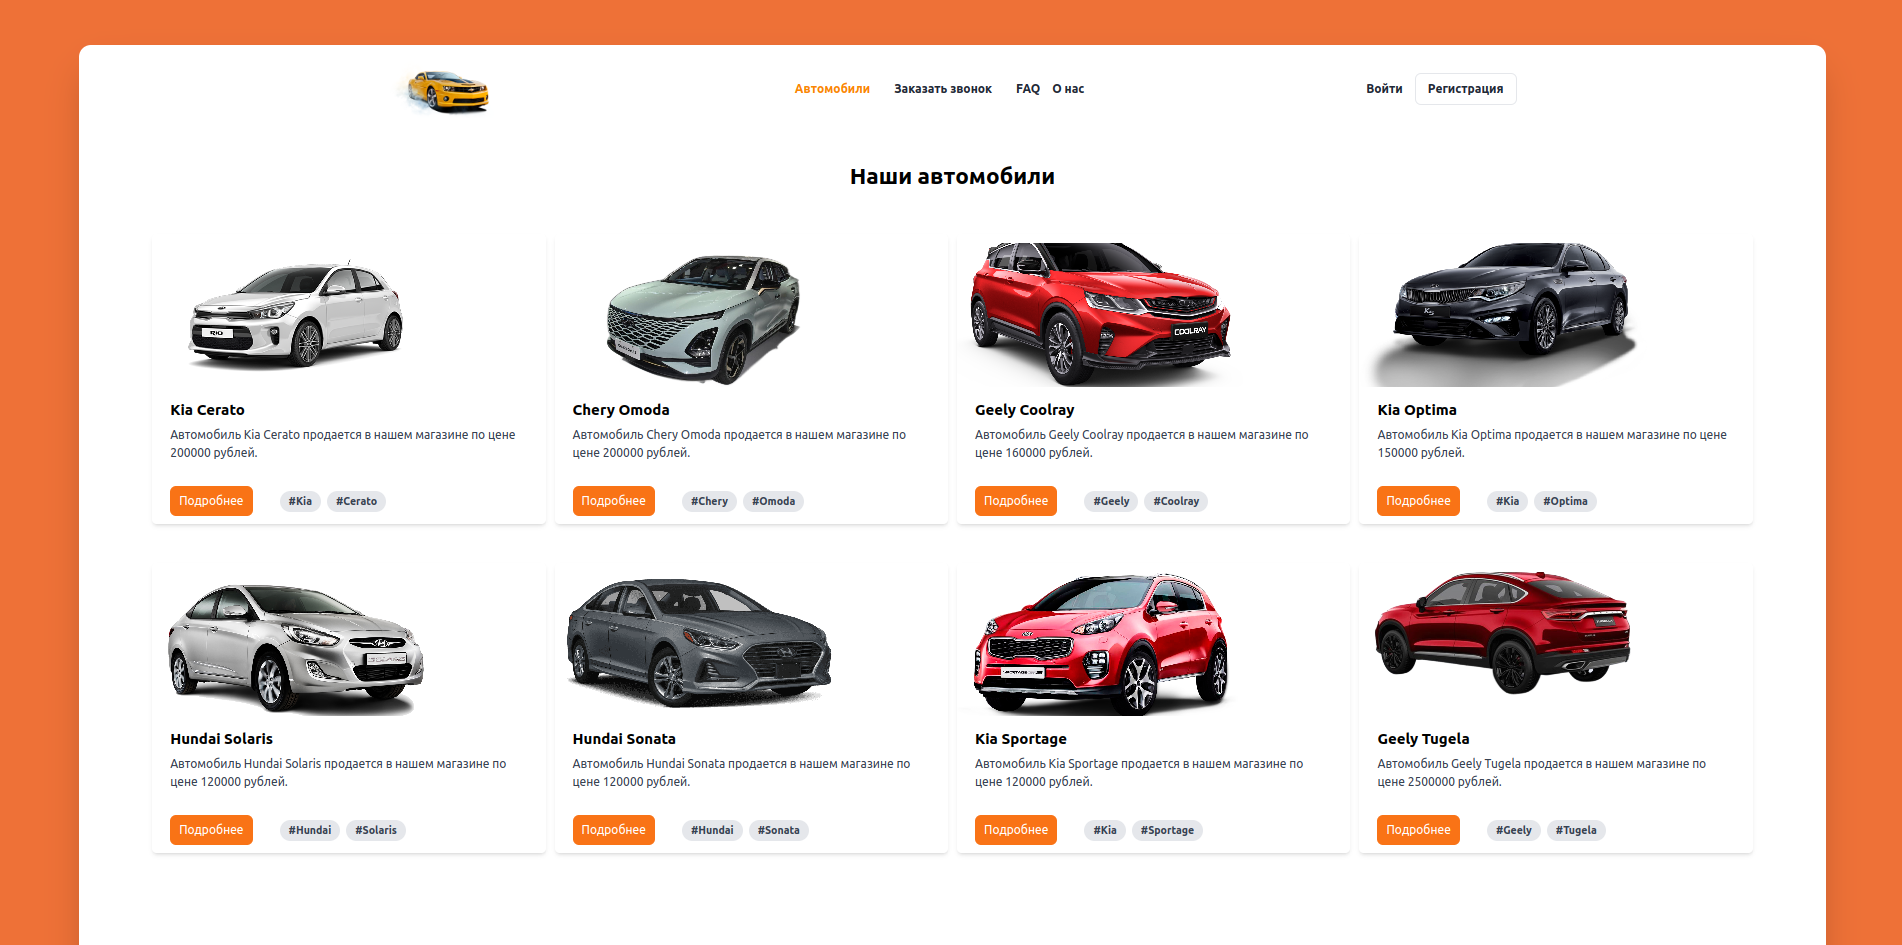 Автомобили Заказать звонок FAQ О нас Войти Регистрация
Наши автомобили
RIO
COOLRAY
K5
Kia Cerato
Автомобиль Kia Cerato продается в нашем магазине по цене
200000 рублей.
Подробнее #Kia #Cerato
Chery Omoda
Автомобиль Chery Omoda продается в нашем магазине по
цене 200000 рублей.
Подробнее #Chery #Omoda
Geely Coolray
Автомобиль Geely Coolray продается в нашем магазине по
цене 160000 рублей.
Подробнее #Geely #Coolray
Kia Optima
Автомобиль Kia Optima продается в нашем магазине по цене
150000 рублей.
Подробнее #Kia #Optima
SOLARIS
SPORTAGE
Hundai Solaris
Автомобиль Hundai Solaris продается в нашем магазине по
цене 120000 рублей.
Подробнее #Hundai #Solaris
Hundai Sonata
Автомобиль Hundai Sonata продается в нашем магазине по
цене 120000 рублей.
Подробнее #Hundai #Sonata
Kia Sportage
Автомобиль Kia Sportage продается в нашем магазине по
цене 120000 рублей.
Подробнее #Kia #Sportage
Geely Tugela
Автомобиль Geely Tugela продается в нашем магазине по
цене 2500000 рублей.
Подробнее #Geely #Tugela